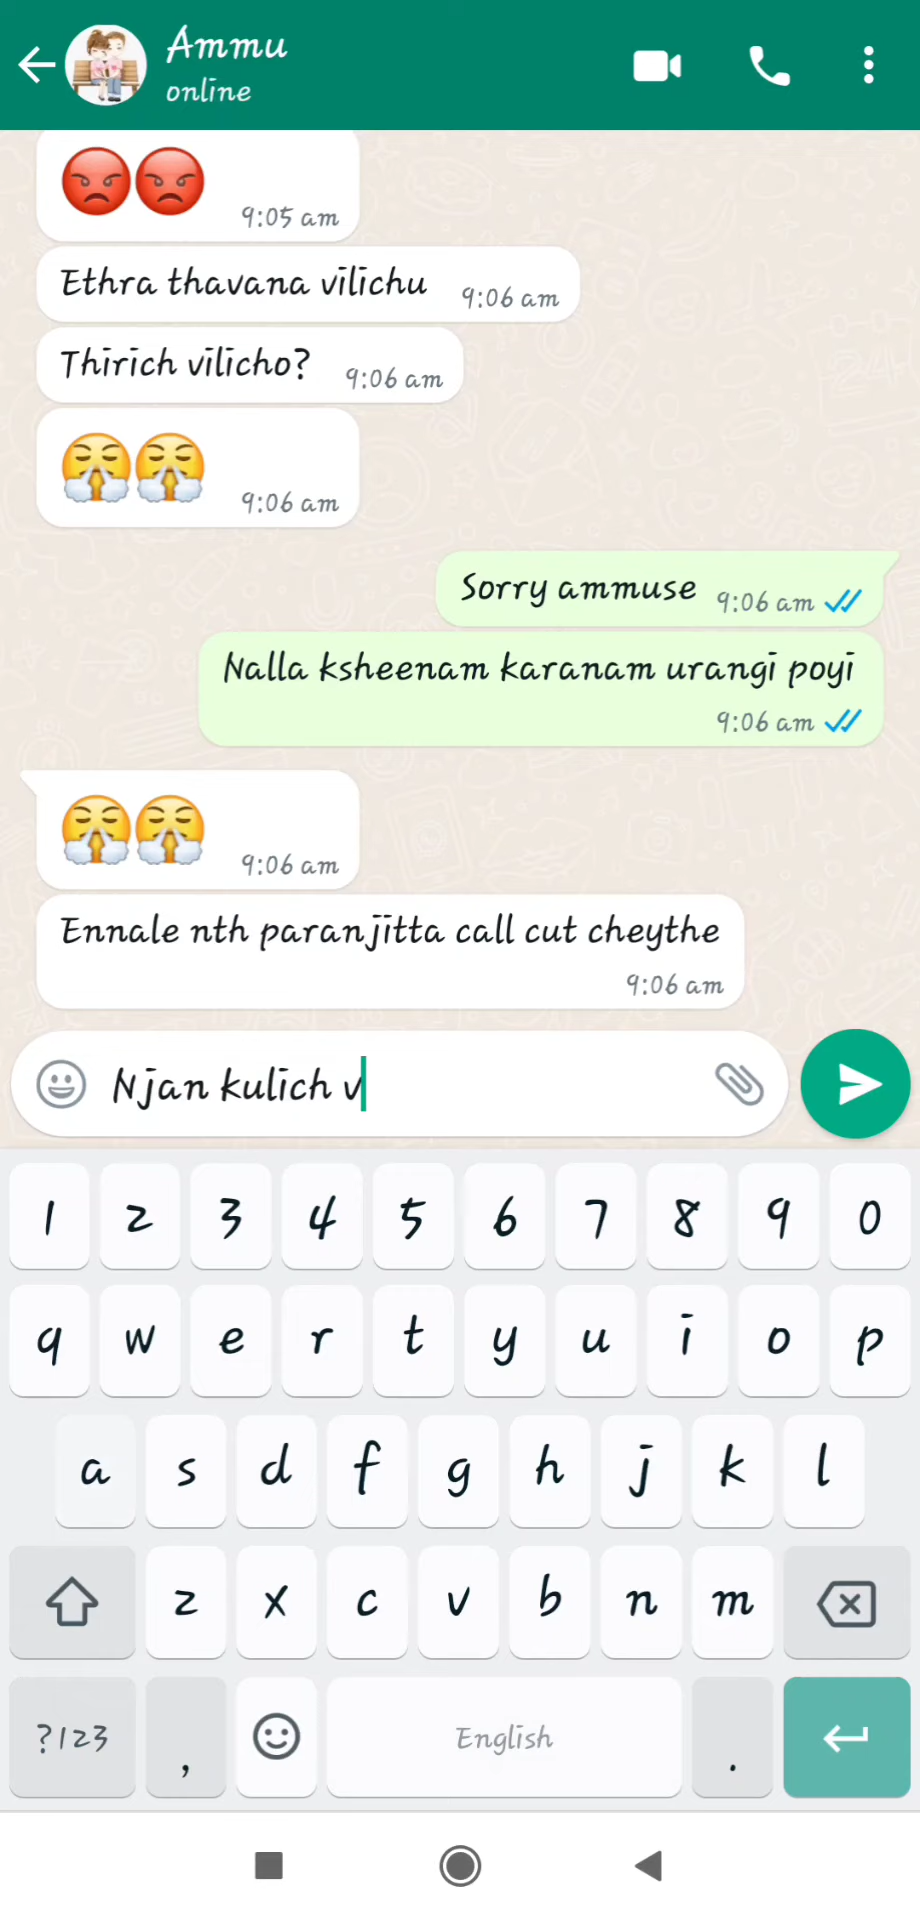 Ammu
online
9:05 am
Ethra thavana vilichu 9:06 am
Thirich vilicho? 9:06 am
9:06 am
Sorry ammuse 9:06 am
Nalla ksheenam karanam urangi poyi
9:06 am
9:06 am
Ennale nth paranjitta call cut cheythe
9:06 am
Njan kulich v
1 2 3 4 5 6 7 8 9 0
q w e r t y u i o p
a s d f g h j k l
z x c v b n m
?123 , English .